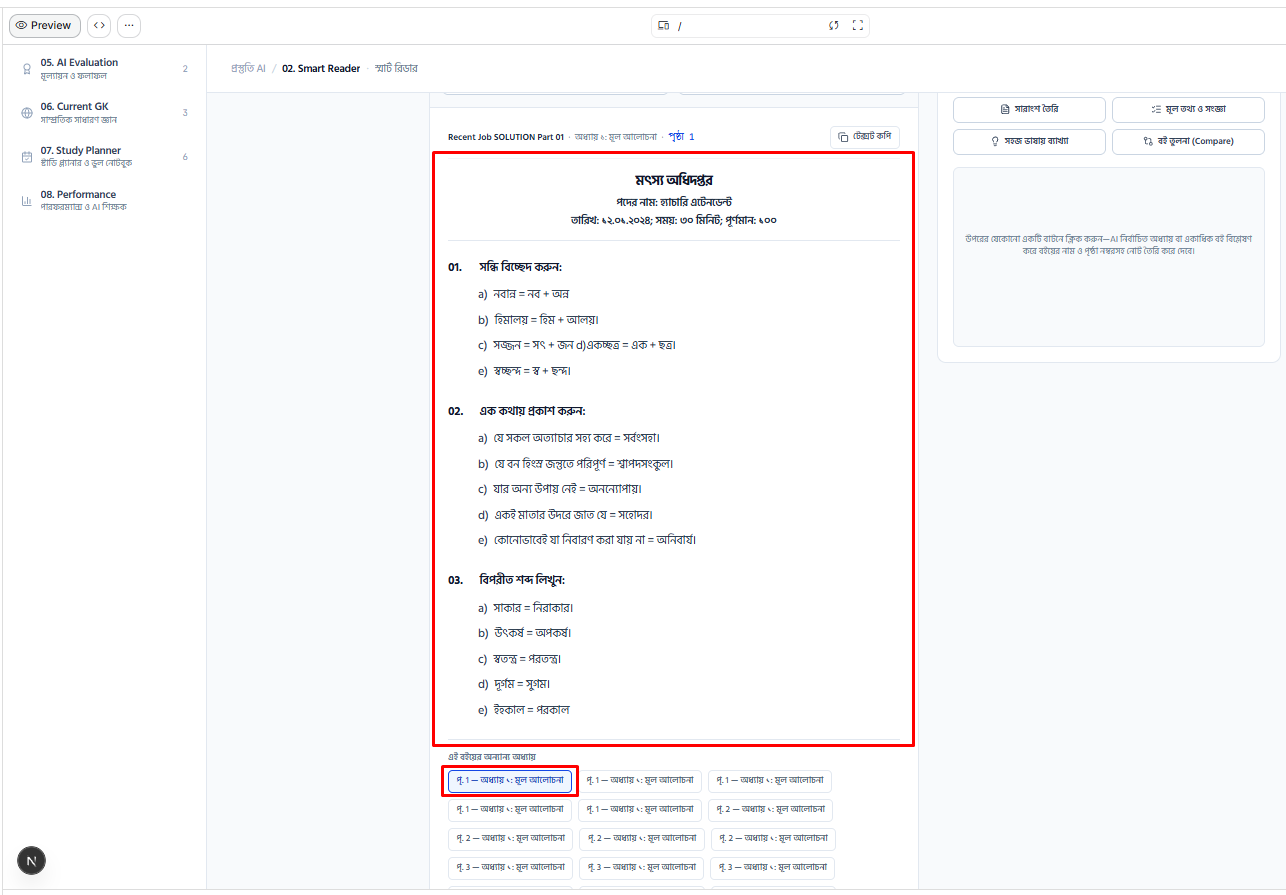 Preview
/
05. AI Evaluation
মূল্যায়ন ও ফলাফল
2
06. Current GK
সাম্প্রতিক সাধারণ জ্ঞান
3
07. Study Planner
স্টাডি প্ল্যানার ও ভুল নোটবুক
6
08. Performance
পারফরম্যান্স ও AI শিক্ষক
N
প্রস্তুতি AI / 02. Smart Reader · স্মার্ট রিডার
Recent Job SOLUTION Part 01 · অধ্যায় ১: মূল আলোচনা · পৃষ্ঠা 1
টেক্সট কপি
মৎস্য অধিদপ্তর
পদের নাম: হ্যাচারি এটেনডেন্ট
তারিখ: ১২.০১.২০২৪; সময়: ৩০ মিনিট; পূর্ণমান: ১০০
01. সন্ধি বিচ্ছেদ করুন:
a) নবান্ন = নব + অন্ন
b) হিমালয় = হিম + আলয়।
c) সজ্জন = সৎ + জন d)একচ্ছত্র = এক + ছত্র।
e) স্বচ্ছন্দ = স্ব + ছন্দ।
02. এক কথায় প্রকাশ করুন:
a) যে সকল অত্যাচার সহ্য করে = সর্বংসহা।
b) যে বন হিংস্র জন্তুতে পরিপূর্ণ = শ্বাপদসংকুল।
c) যার অন্য উপায় নেই = অনন্যোপায়।
d) একই মাতার উদরে জাত যে = সহোদর।
e) কোনোভাবেই যা নিবারণ করা যায় না = অনিবার্য।
03. বিপরীত শব্দ লিখুন:
a) সাকার = নিরাকার।
b) উৎকর্ষ = অপকর্ষ।
c) স্বতন্ত্র = পরতন্ত্র।
d) দুর্গম = সুগম।
e) ইহকাল = পরকাল
এই বইয়ের অন্যান্য অধ্যায়
পৃ. 1 — অধ্যায় ১: মূল আলোচনা
পৃ. 1 — অধ্যায় ১: মূল আলোচনা
পৃ. 1 — অধ্যায় ১: মূল আলোচনা
পৃ. 1 — অধ্যায় ১: মূল আলোচনা
পৃ. 1 — অধ্যায় ১: মূল আলোচনা
পৃ. 2 — অধ্যায় ১: মূল আলোচনা
পৃ. 2 — অধ্যায় ১: মূল আলোচনা
পৃ. 2 — অধ্যায় ১: মূল আলোচনা
পৃ. 2 — অধ্যায় ১: মূল আলোচনা
পৃ. 3 — অধ্যায় ১: মূল আলোচনা
পৃ. 3 — অধ্যায় ১: মূল আলোচনা
পৃ. 3 — অধ্যায় ১: মূল আলোচনা
সারাংশ তৈরি
মূল তথ্য ও সংজ্ঞা
সহজ ভাষায় ব্যাখ্যা
বই তুলনা (Compare)
উপরের যেকোনো একটি বাটনে ক্লিক করুন—AI নির্বাচিত অধ্যায় বা একাধিক বই বিশ্লেষণ
করে বইয়ের নাম ও পৃষ্ঠা নম্বরসহ নোট তৈরি করে দেবে।